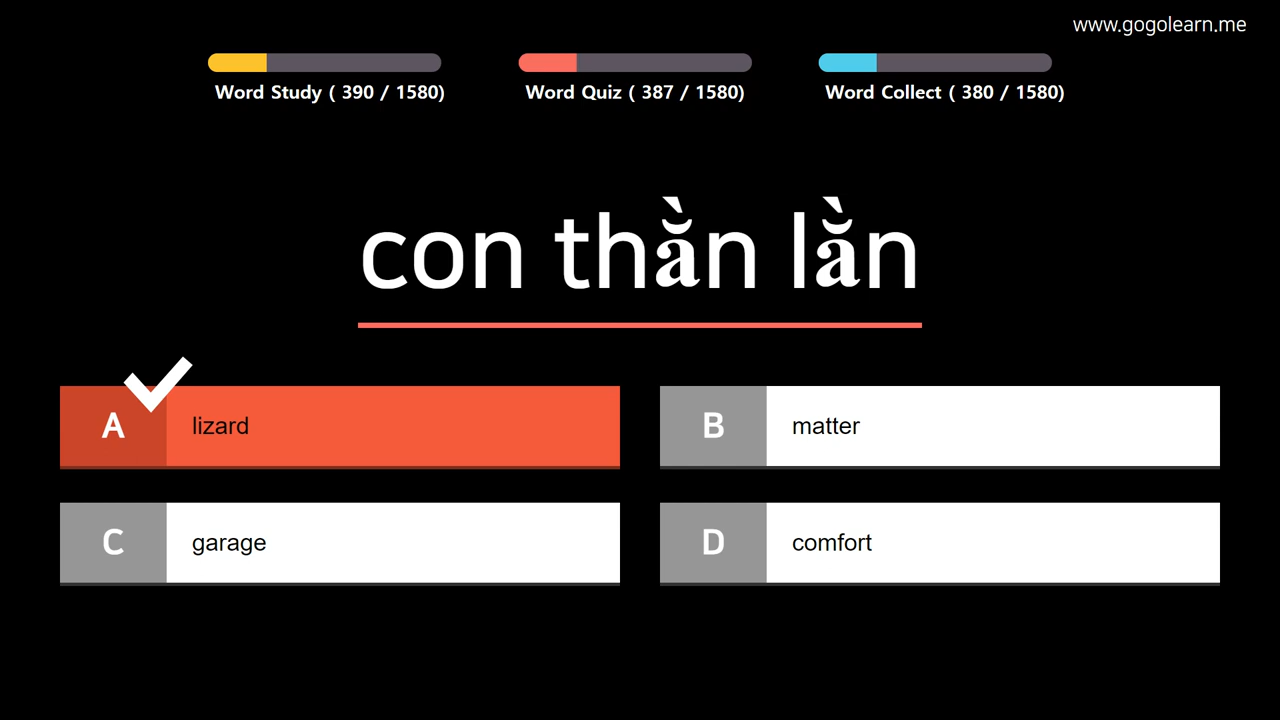 www.gogolearn.me
Word Study ( 390 / 1580)
Word Quiz ( 387 / 1580)
Word Collect ( 380 / 1580)
con thằn lằn
A lizard
B matter
C garage
D comfort